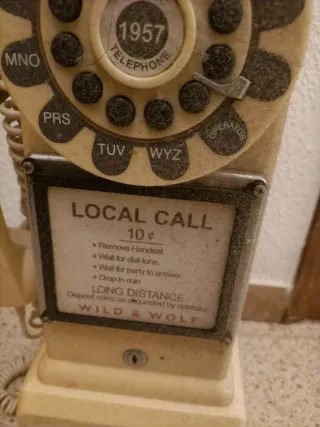 1957
TELEPHONE
MNO
PRS
TUV
WXYZ
OPERATOR
LOCAL CALL
10 ¢
• Remove Handset
• Wait for dial-tone.
• Wait for party to answer.
• Drop in coin
LONG DISTANCE
Deposit coins as requested by operator
WILD & WOLF